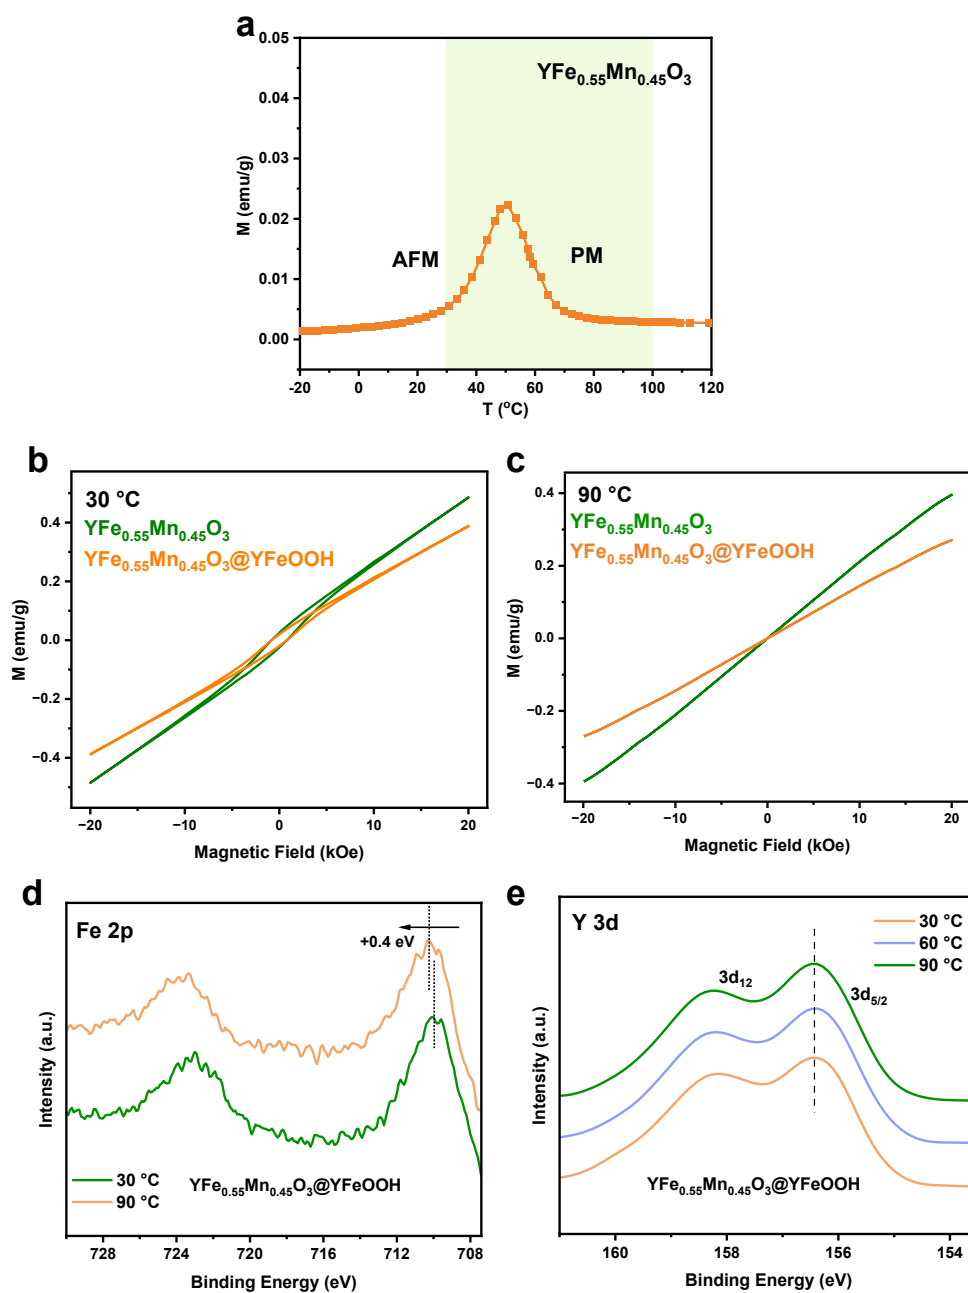 a
YFe0.55Mn0.45O3
AFM
PM
M (emu/g)
0.05
0.04
0.03
0.02
0.01
0.00
-20 0 20 40 60 80 100 120
T (oC)
b
30 °C
YFe0.55Mn0.45O3
YFe0.55Mn0.45O3@YFeOOH
M (emu/g)
0.4
0.2
0.0
−0.2
−0.4
−20 −10 0 10 20
Magnetic Field (kOe)
c
90 °C
YFe0.55Mn0.45O3
YFe0.55Mn0.45O3@YFeOOH
M (emu/g)
0.4
0.2
0.0
−0.2
−0.4
−20 −10 0 10 20
Magnetic Field (kOe)
d
Fe 2p
+0.4 eV
Intensity (a.u.)
30 °C
90 °C
YFe0.55Mn0.45O3@YFeOOH
728 724 720 716 712 708
Binding Energy (eV)
e
Y 3d
30 °C
60 °C
90 °C
3d12
3d5/2
Intensity (a.u.)
YFe0.55Mn0.45O3@YFeOOH
160 158 156 154
Binding Energy (eV)